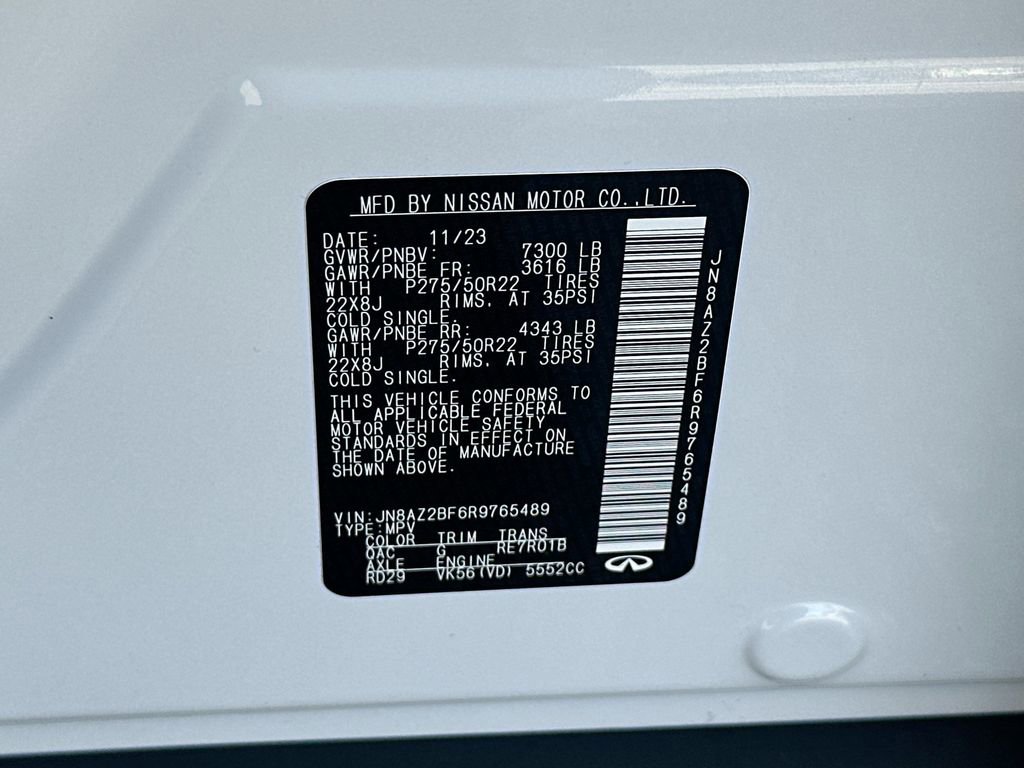 MFD BY NISSAN MOTOR CO.,LTD.
DATE: 11/23
GVWR/PNBV: 7300 LB
GAWR/PNBE FR: 3616 LB
WITH P275/50R22 TIRES
22X8J RIMS. AT 35PSI
COLD SINGLE.
GAWR/PNBE RR: 4343 LB
WITH P275/50R22 TIRES
22X8J RIMS. AT 35PSI
COLD SINGLE.
THIS VEHICLE CONFORMS TO
ALL APPLICABLE FEDERAL
MOTOR VEHICLE SAFETY
STANDARDS IN EFFECT ON
THE DATE OF MANUFACTURE
SHOWN ABOVE.
VIN:JN8AZ2BF6R9765489
TYPE:MPV
COLOR TRIM TRANS
QAC G RE7R01B
AXLE ENGINE
RD29 VK56(VD) 5552CC
JN8AZ2BF6R9765489